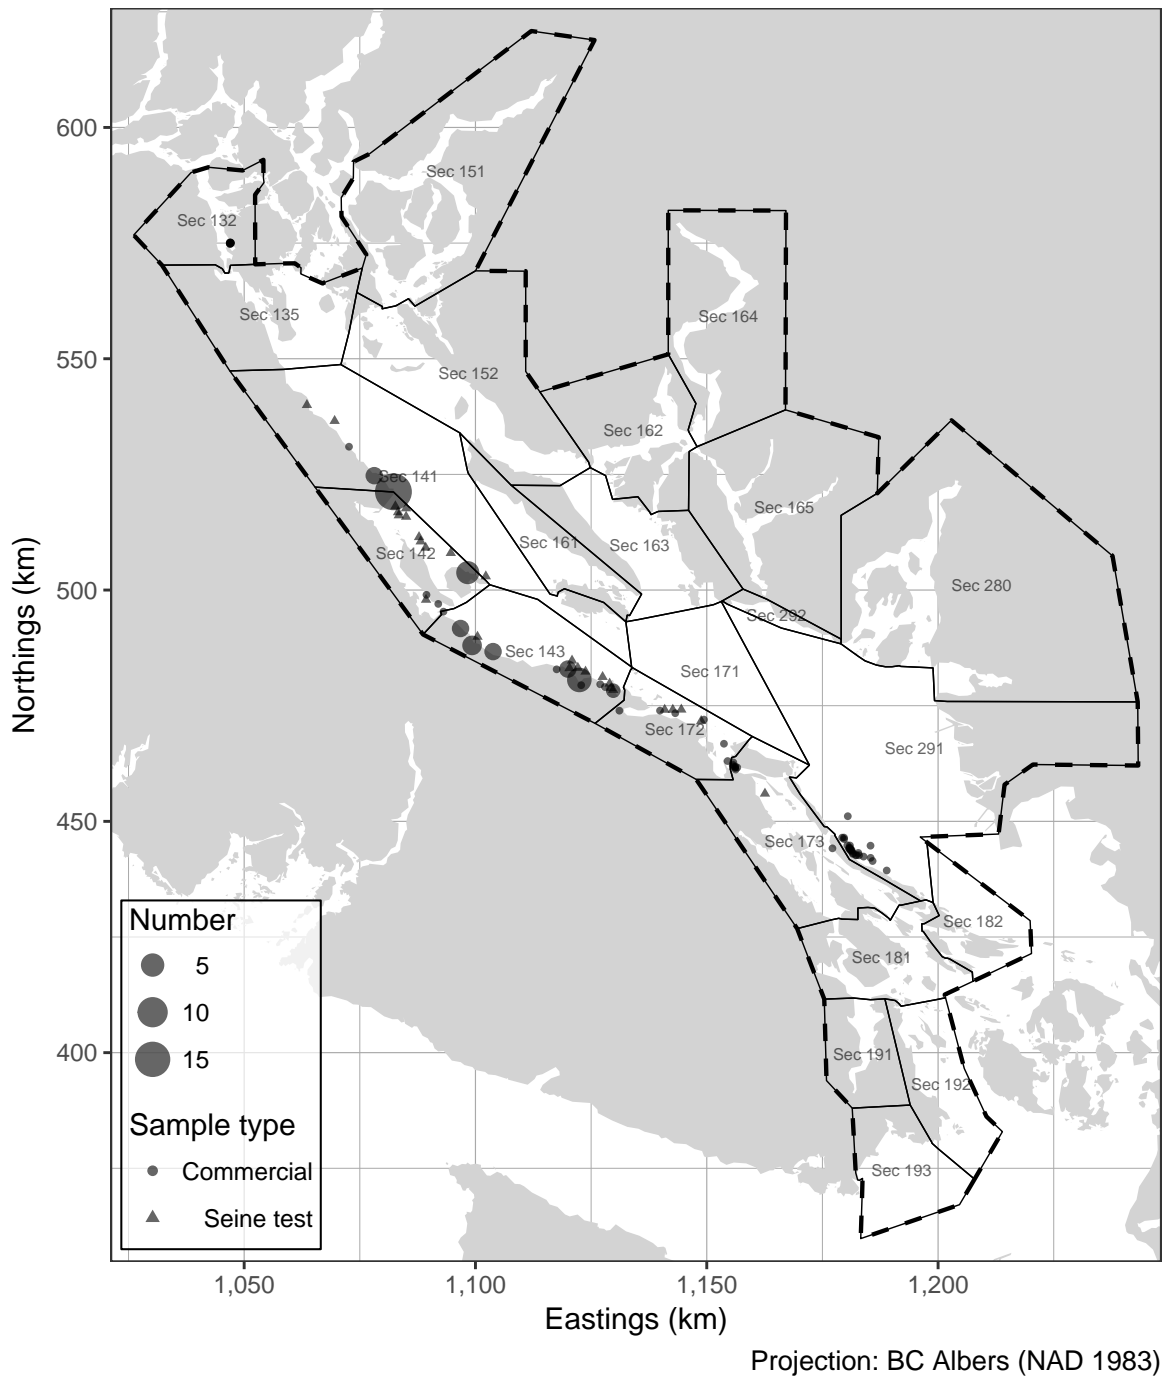 600
550
500
450
400
Northings (km)
Sec 151
Sec 132
Sec 135
Sec 164
Sec 152
Sec 162
Sec 141
Sec 165
Sec 161
Sec 163
Sec 142
Sec 280
Sec 292
Sec 143
Sec 171
Sec 172
Sec 291
Sec 173
Sec 182
Sec 181
Sec 191
Sec 192
Sec 193
Number
5
10
15
Sample type
Commercial
Seine test
1,050
1,100
1,150
1,200
Eastings (km)
Projection: BC Albers (NAD 1983)